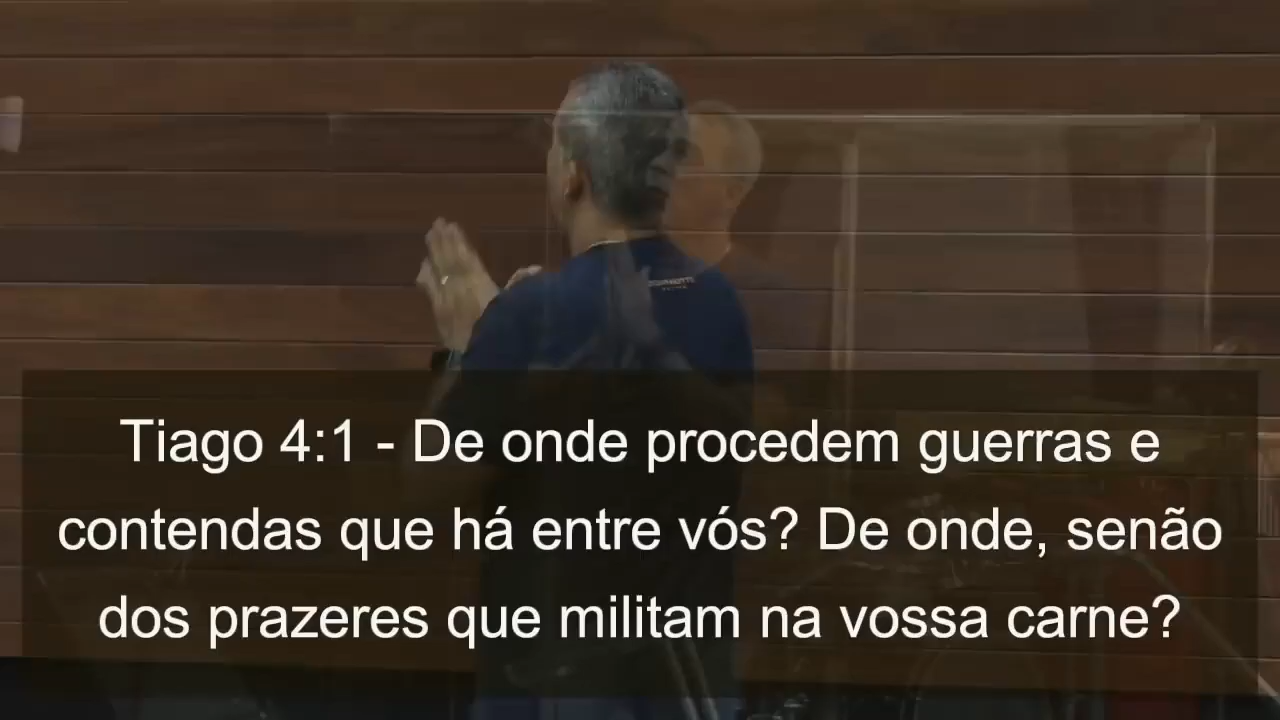 Tiago 4:1 - De onde procedem guerras e
contendas que há entre vós? De onde, senão
dos prazeres que militam na vossa carne?